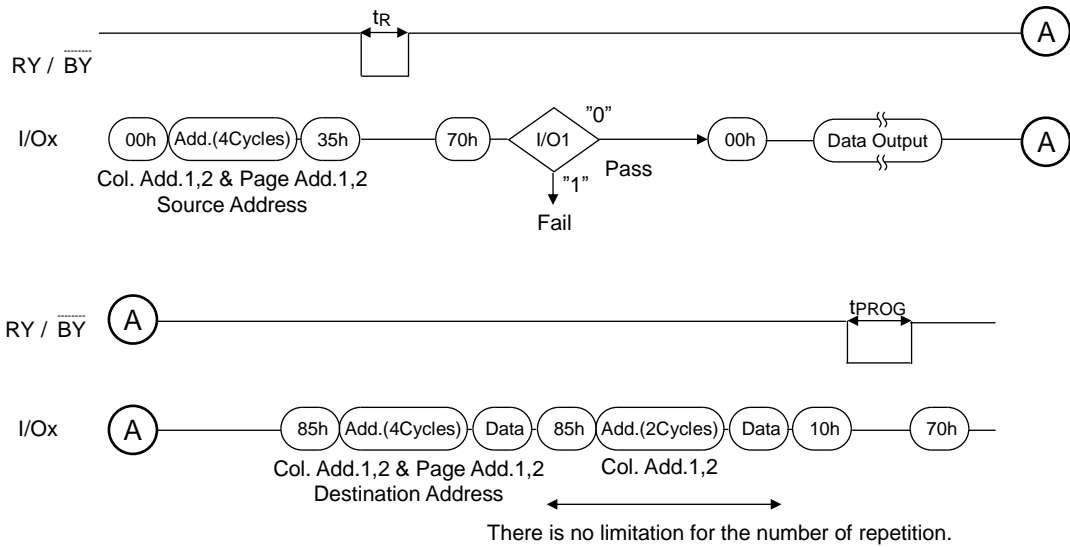 tR
A
RY / BY
I/Ox
00h Add.(4Cycles) 35h 70h I/O1 "0" 00h Data Output A
Pass
"1"
Col. Add.1,2 & Page Add.1,2
Source Address
Fail
A
tPROG
RY / BY
I/Ox
A 85h Add.(4Cycles) Data 85h Add.(2Cycles) Data 10h 70h
Col. Add.1,2 & Page Add.1,2 Col. Add.1,2
Destination Address
There is no limitation for the number of repetition.